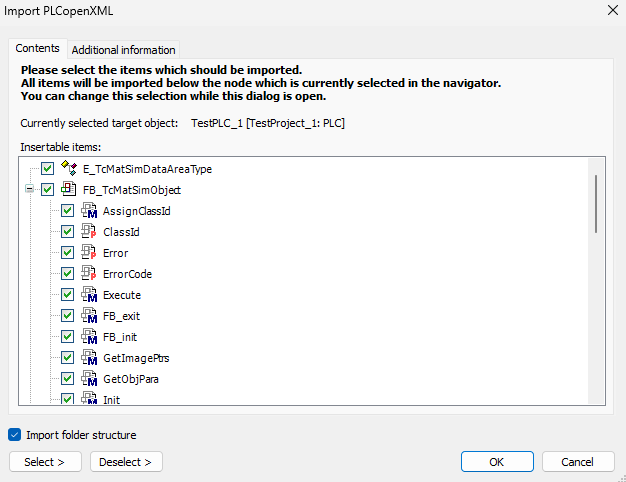 Import PLCopenXML
Contents
Additional information
Please select the items which should be imported.
All items will be imported below the node which is currently selected in the navigator.
You can change this selection while this dialog is open.
Currently selected target object: TestPLC_1 [TestProject_1: PLC]
Insertable items:
E_TcMatSimDataAreaType
FB_TcMatSimObject
AssignClassId
ClassId
Error
ErrorCode
Execute
FB_exit
FB_init
GetImagePtrs
GetObjPara
Init
Import folder structure
Select >
Deselect >
OK
Cancel